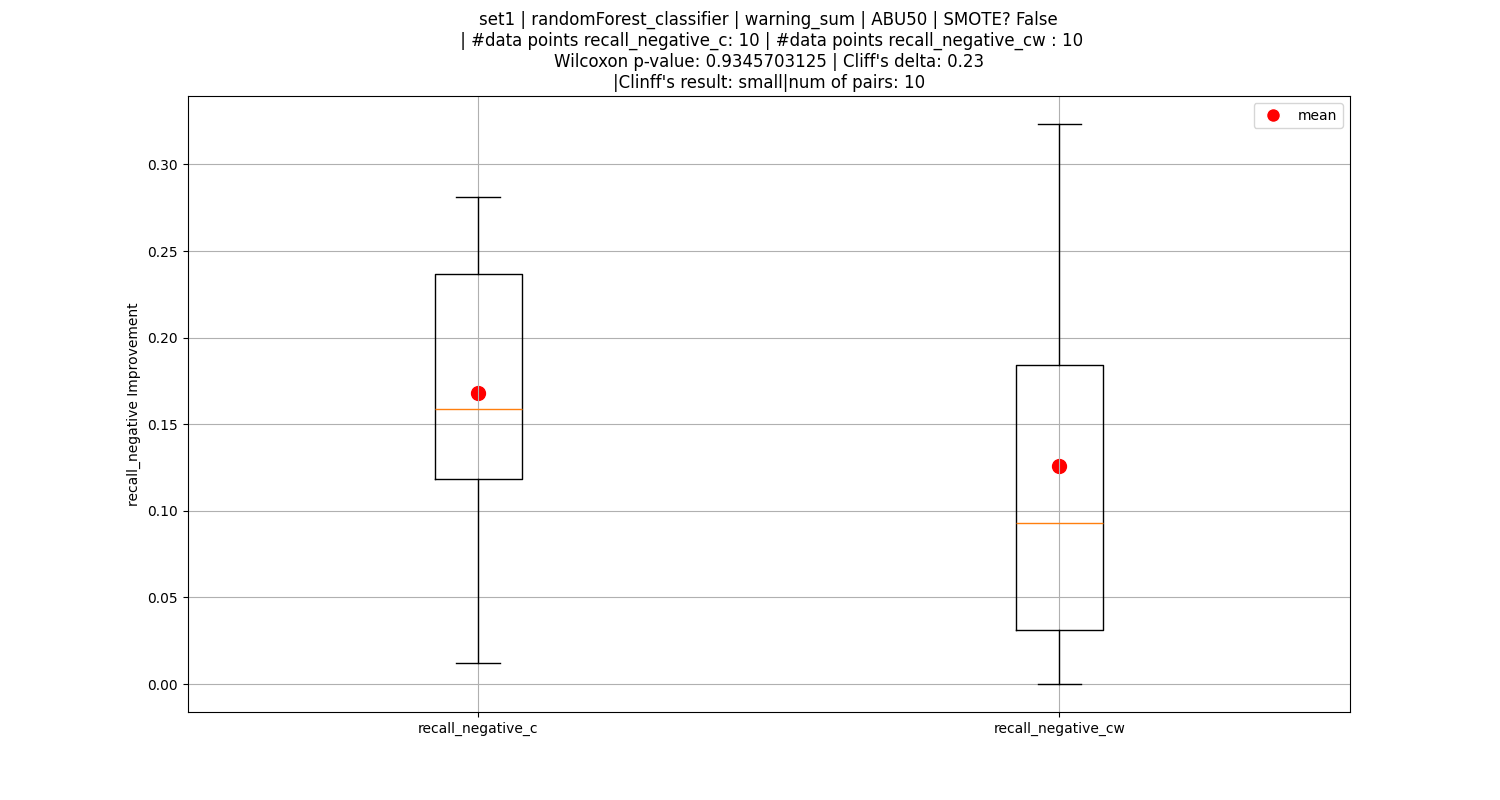 set1 | randomForest_classifier | warning_sum | ABU50 | SMOTE? False
| #data points recall_negative_c: 10 | #data points recall_negative_cw : 10
Wilcoxon p-value: 0.9345703125 | Cliff's delta: 0.23
|Clinff's result: small|num of pairs: 10
mean
0.30
0.25
0.20
0.15
0.10
0.05
0.00
recall_negative Improvement
recall_negative_c
recall_negative_cw